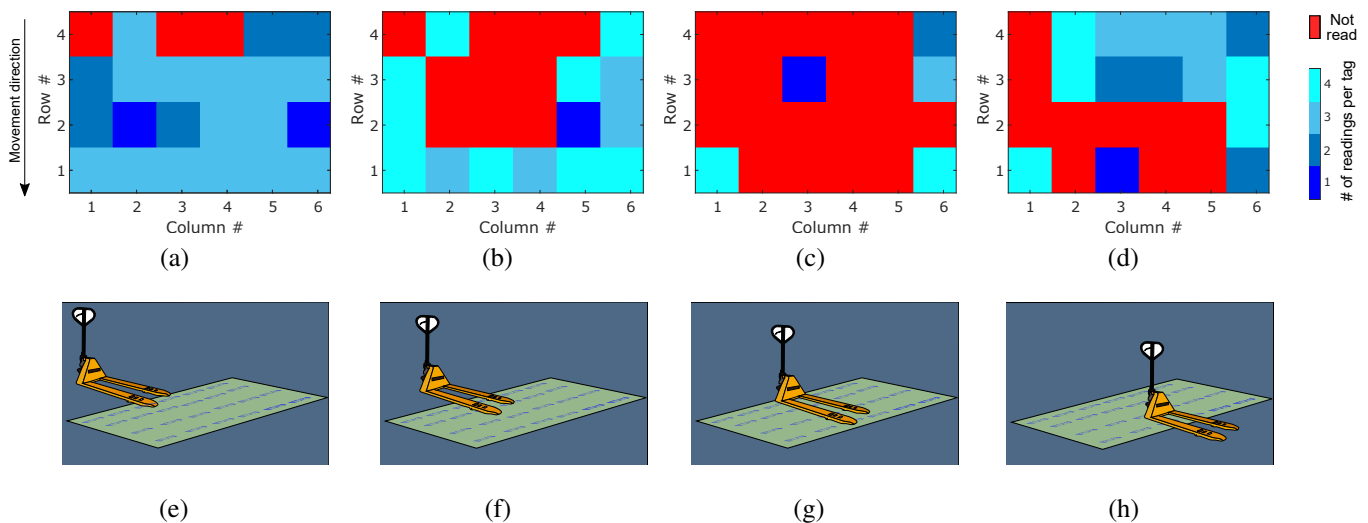 Movement direction
Row #
4
3
2
1
1 2 3 4 5 6
Column #
(a)
Row #
4
3
2
1
1 2 3 4 5 6
Column #
(b)
Row #
4
3
2
1
1 2 3 4 5 6
Column #
(c)
Row #
4
3
2
1
1 2 3 4 5 6
Column #
(d)
Not
read
4
3
2
1
# of readings per tag
(e)
(f)
(g)
(h)